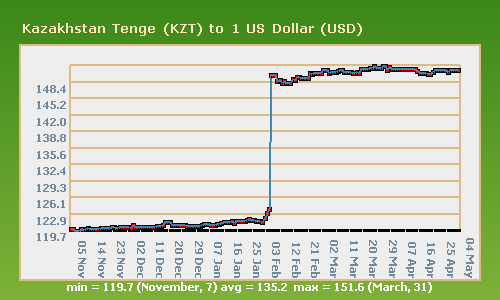 Kazakhstan Tenge (KZT) to 1 US Dollar (USD)
148.4
145.2
142.0
138.8
135.6
132.4
129.3
126.1
122.9
119.7
05 Nov
14 Nov
23 Nov
02 Dec
11 Dec
20 Dec
29 Dec
07 Jan
16 Jan
25 Jan
03 Feb
12 Feb
21 Feb
02 Mar
11 Mar
20 Mar
29 Mar
07 Apr
16 Apr
25 Apr
04 May
min = 119.7 (November, 7) avg = 135.2 max = 151.6 (March, 31)